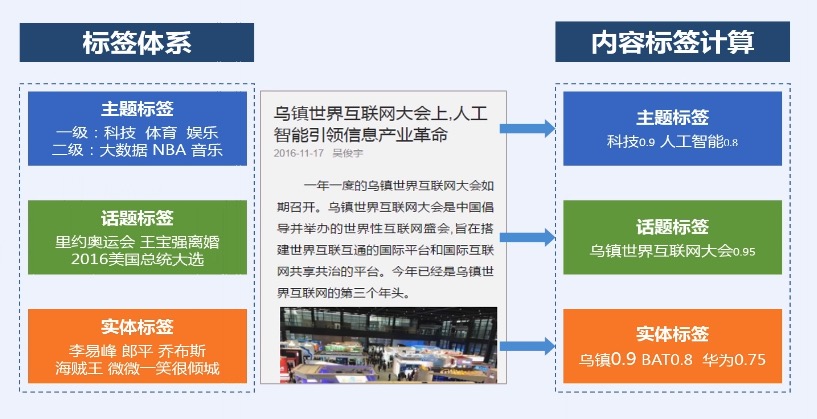 标签体系
主题标签
一级：科技 体育 娱乐
二级：大数据 NBA 音乐
话题标签
里约奥运会 王宝强离婚
2016美国总统大选
实体标签
李易峰 郎平 乔布斯
海贼王 微微一笑很倾城
乌镇世界互联网大会上,人工
智能引领信息产业革命
2016-11-17 吴俊宇
一年一度的乌镇世界互联网大会如
期召开。乌镇世界互联网大会是中国倡
导并举办的世界性互联网盛会,旨在搭
建世界互联互通的国际平台和国际互联
网共享共治的平台。今年已经是乌镇世
界互联网的第三个年头。
内容标签计算
主题标签
科技0.9 人工智能0.8
话题标签
乌镇世界互联网大会0.95
实体标签
乌镇0.9 BAT0.8 华为0.75